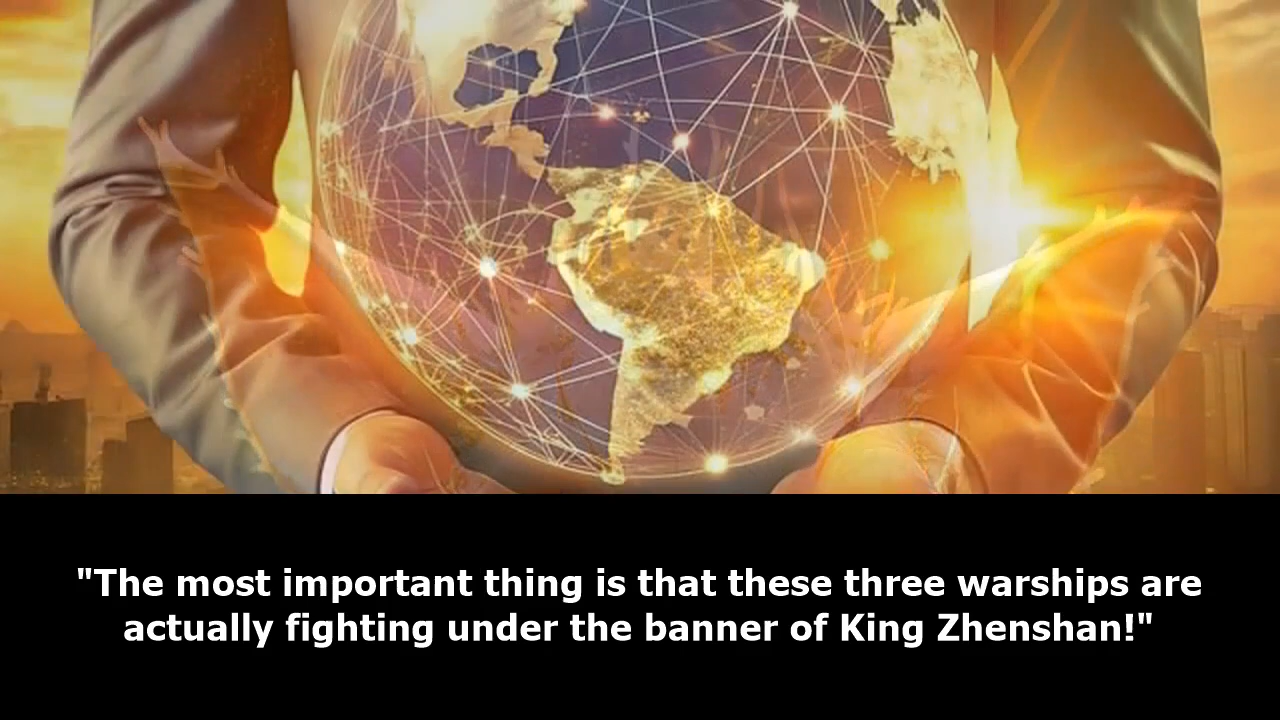 "The most important thing is that these three warships are
actually fighting under the banner of King Zhenshan!"